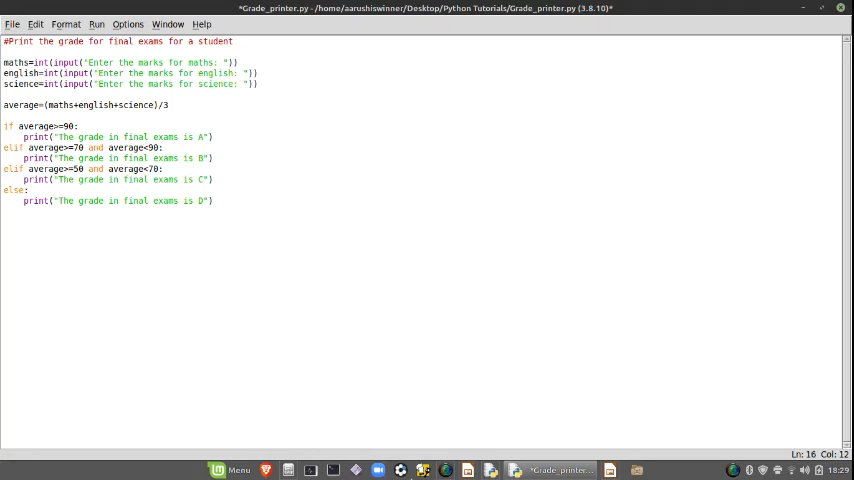 *Grade_printer.py - /home/aarushiswinner/Desktop/Python Tutorials/Grade_printer.py (3.8.10)*
File Edit Format Run Options Window Help
#Print the grade for final exams for a student
maths=int(input("Enter the marks for maths: "))
english=int(input("Enter the marks for english: "))
science=int(input("Enter the marks for science: "))
average=(maths+english+science)/3
if average>=90:
    print("The grade in final exams is A")
elif average>=70 and average<90:
    print("The grade in final exams is B")
elif average>=50 and average<70:
    print("The grade in final exams is C")
else:
    print("The grade in final exams is D")
Ln: 16 Col: 12
Menu *Grade_printer... 18:29